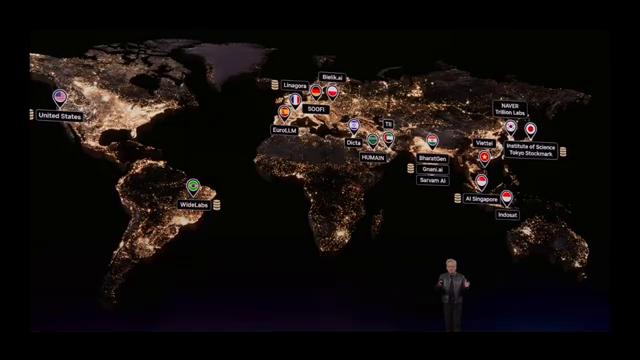 United States
WideLabs
Linagora
Bielik.ai
SOOFI
EuroLLM
Dicta
TII
HUMAIN
BharatGen
Gnani.ai
Sarvam AI
Viettel
NAVER
Trillion Labs
Institute of Science
Tokyo Stockmark
AI Singapore
Indosat